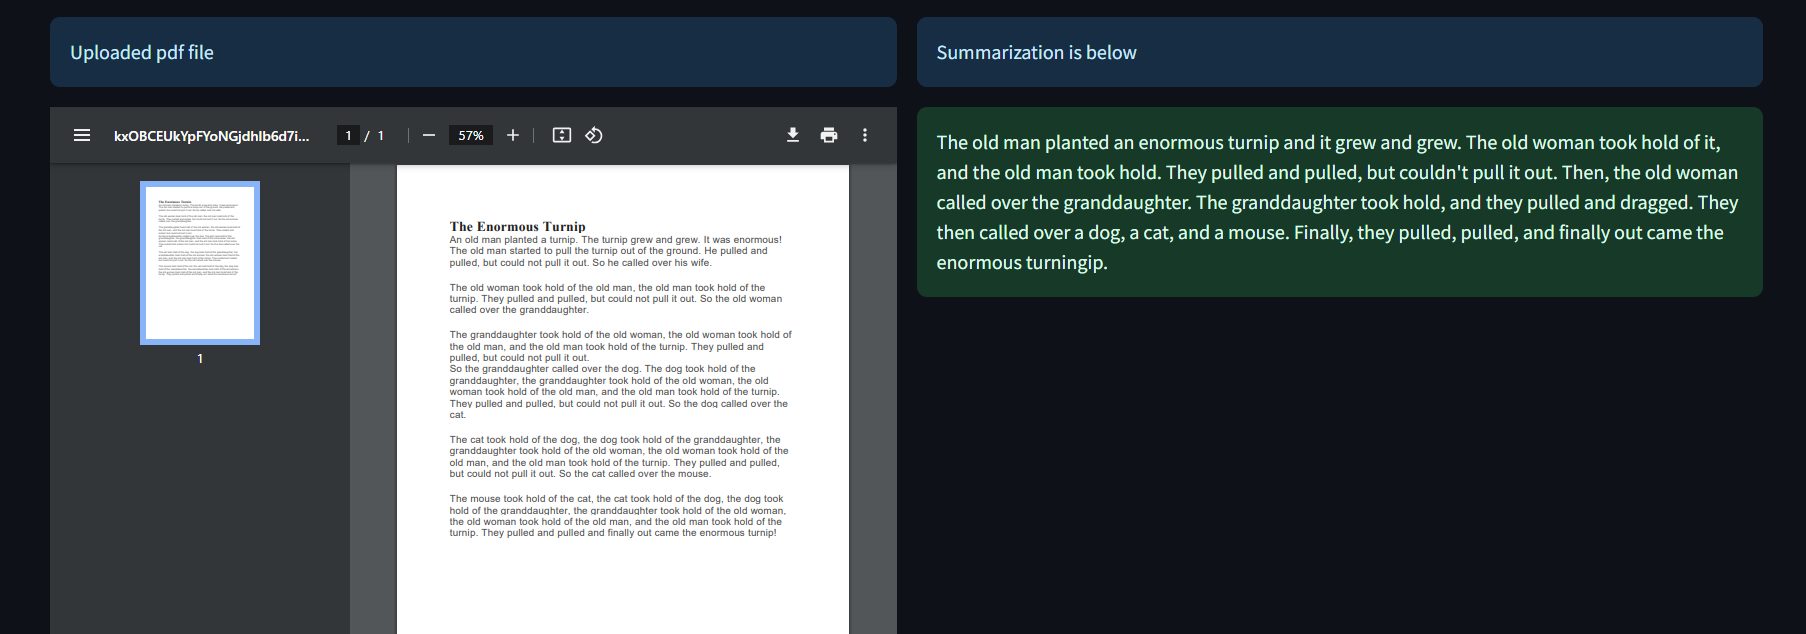 Uploaded pdf file
Summarization is below
kxOBCEUkYpFYoNGjdhIb6d7i...
1 / 1
57%
1
The Enormous Turnip
An old man planted a turnip. The turnip grew and grew. It was enormous!
The old man started to pull the turnip out of the ground. He pulled and
pulled, but could not pull it out. So he called over his wife.
The old woman took hold of the old man, the old man took hold of the
turnip. They pulled and pulled, but could not pull it out. So the old woman
called over the granddaughter.
The granddaughter took hold of the old woman, the old woman took hold of
the old man, and the old man took hold of the turnip. They pulled and
pulled, but could not pull it out.
So the granddaughter called over the dog. The dog took hold of the
granddaughter, the granddaughter took hold of the old woman, the old
woman took hold of the old man, and the old man took hold of the turnip.
They pulled and pulled, but could not pull it out. So the dog called over the
cat.
The cat took hold of the dog, the dog took hold of the granddaughter, the
granddaughter took hold of the old woman, the old woman took hold of the
old man, and the old man took hold of the turnip. They pulled and pulled,
but could not pull it out. So the cat called over the mouse.
The mouse took hold of the cat, the cat took hold of the dog, the dog took
hold of the granddaughter, the granddaughter took hold of the old woman,
the old woman took hold of the old man, and the old man took hold of the
turnip. They pulled and pulled and finally out came the enormous turnip!
The old man planted an enormous turnip and it grew and grew. The old woman took hold of it,
and the old man took hold. They pulled and pulled, but couldn't pull it out. Then, the old woman
called over the granddaughter. The granddaughter took hold, and they pulled and dragged. They
then called over a dog, a cat, and a mouse. Finally, they pulled, pulled, and finally out came the
enormous turningip.